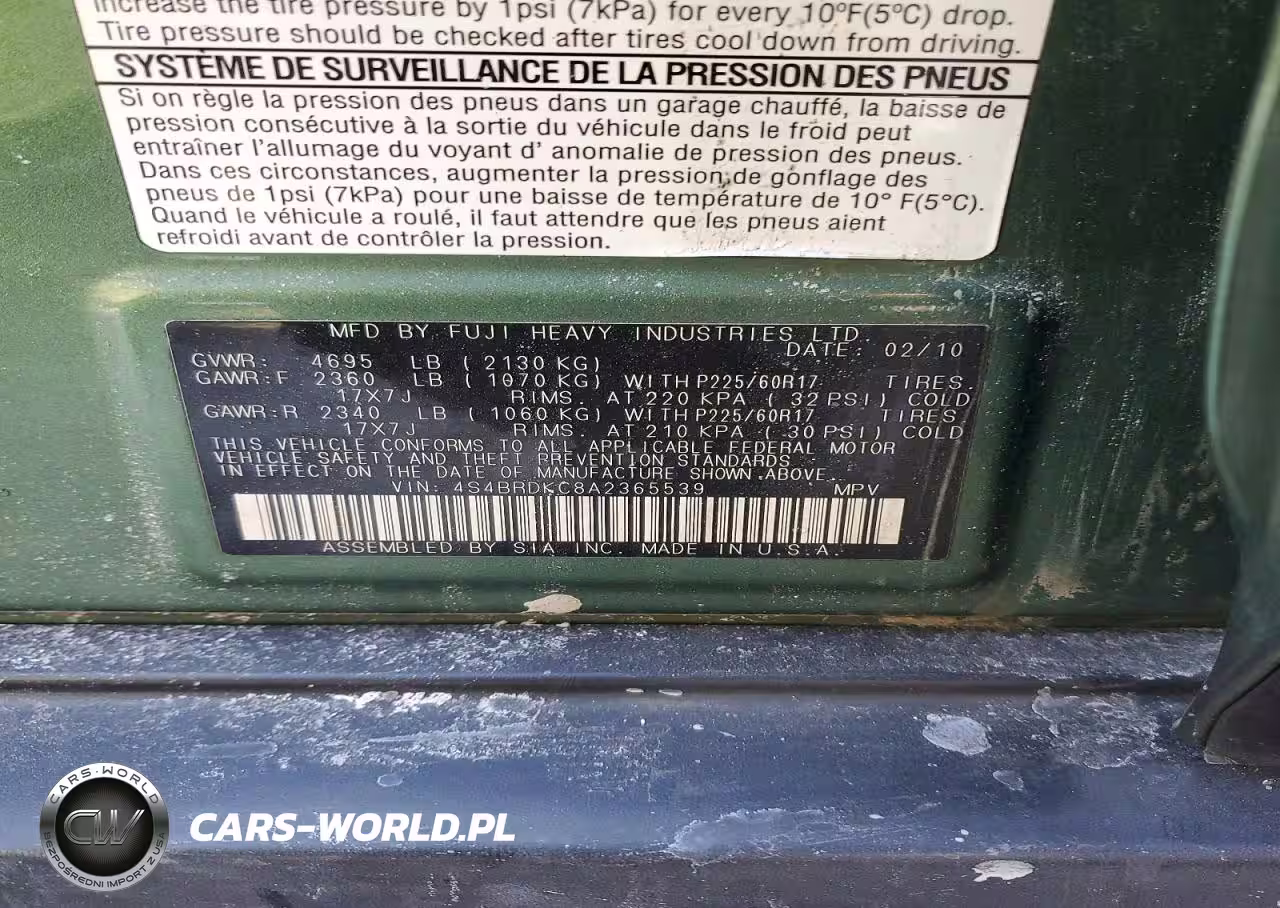 Increase the tire pressure by 1psi (7kPa) for every 10°F(5°C) drop.
Tire pressure should be checked after tires cool down from driving.
SYSTÈME DE SURVEILLANCE DE LA PRESSION DES PNEUS
Si on règle la pression des pneus dans un garage chauffé, la baisse de
pression consécutive à la sortie du véhicule dans le froid peut
entraîner l'allumage du voyant d' anomalie de pression des pneus.
Dans ces circonstances, augmenter la pression de gonflage des
pneus de 1psi (7kPa) pour une baisse de température de 10° F(5°C).
Quand le véhicule a roulé, il faut attendre que les pneus aient
refroidi avant de contrôler la pression.
MFD BY FUJI HEAVY INDUSTRIES LTD.
DATE: 02/10
GVWR: 4695 LB (2130 KG)
GAWR:F 2360 LB (1070 KG) WITH P225/60R17 TIRES.
17X7J RIMS. AT 220 KPA (32 PSI) COLD
GAWR:R 2340 LB (1060 KG) WITH P225/60R17 TIRES
17X7J RIMS. AT 210 KPA (30 PSI) COLD
THIS VEHICLE CONFORMS TO ALL APPLICABLE FEDERAL MOTOR
VEHICLE SAFETY AND THEFT PREVENTION STANDARDS
IN EFFECT ON THE DATE OF MANUFACTURE SHOWN ABOVE.
VIN: 4S4BRDKC8A2365539 MPV
ASSEMBLED BY SIA INC. MADE IN U.S.A.
CARS-WORLD
CW
BEZPOŚREDNI IMPORT Z USA
CARS-WORLD.PL